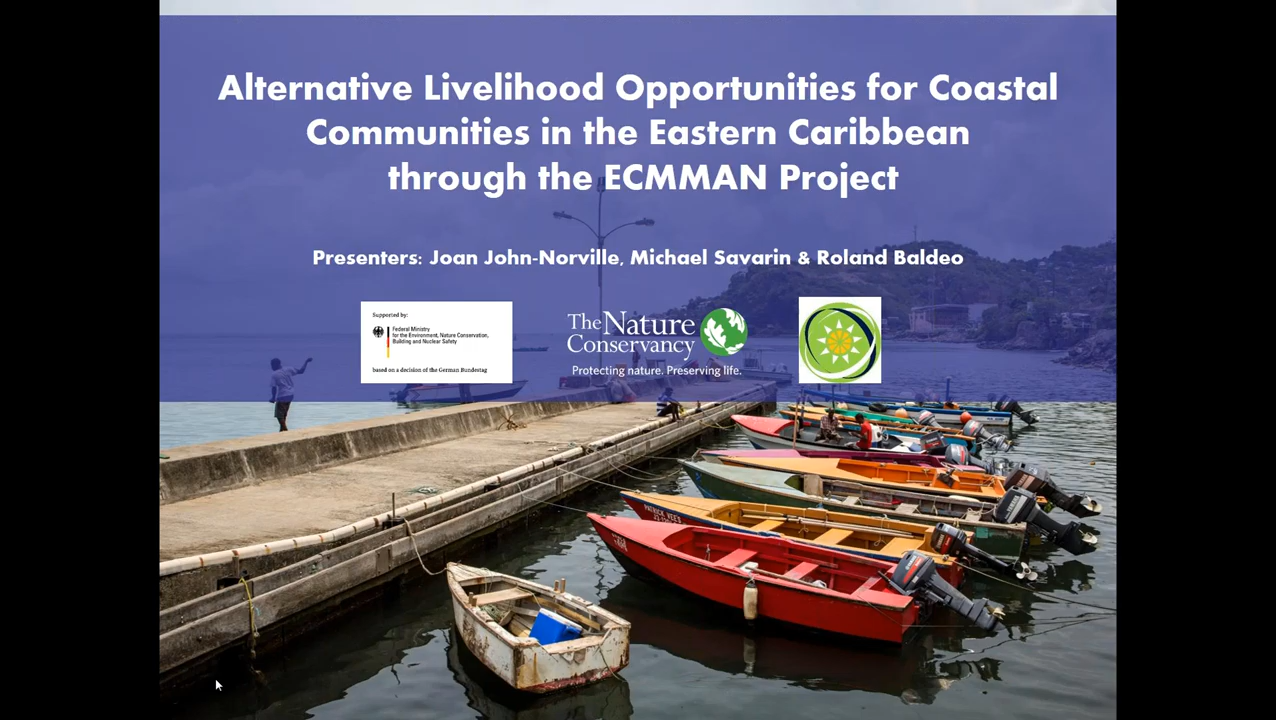 Alternative Livelihood Opportunities for Coastal
Communities in the Eastern Caribbean
through the ECMMAN Project
Presenters: Joan John-Norville, Michael Savarin & Roland Baldeo
Supported by:
Federal Ministry
for the Environment, Nature Conservation,
Building and Nuclear Safety
based on a decision of the German Bundestag
The Nature
Conservancy
Protecting nature. Preserving life.
PATRICK VEE'S